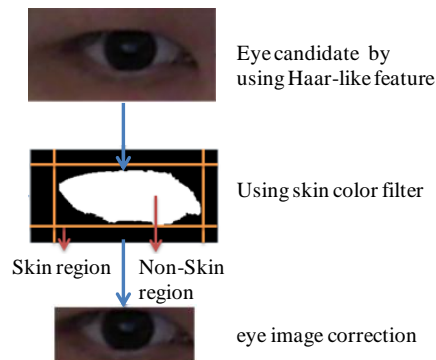 Eye candidate by
using Haar-like feature
Using skin color filter
Skin region
Non-Skin
region
eye image correction